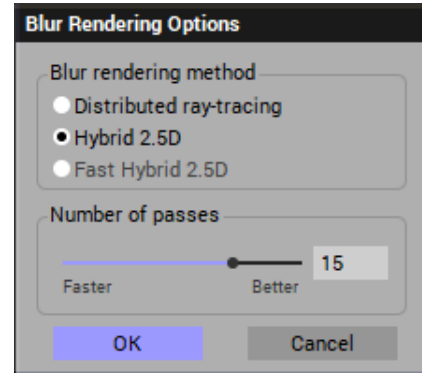 Blur Rendering Options
Blur rendering method
Distributed ray-tracing
Hybrid 2.5D
Fast Hybrid 2.5D
Number of passes
15
Faster Better
OK Cancel